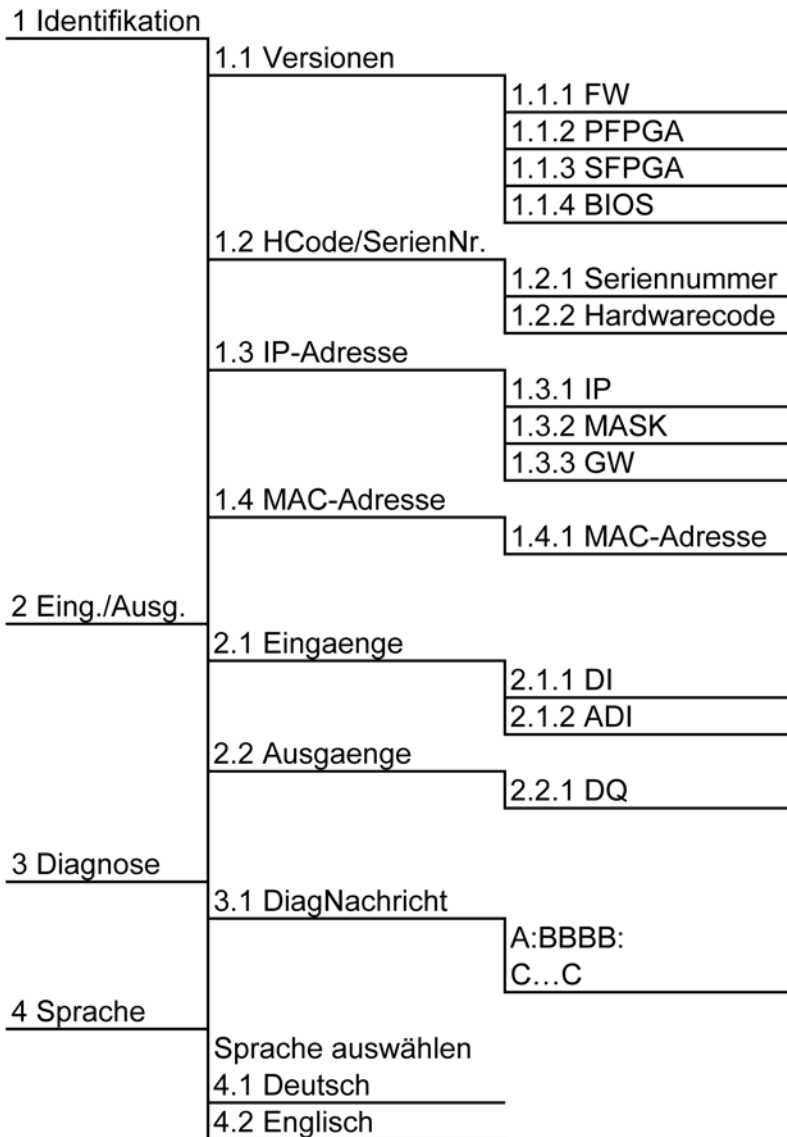 1 Identifikation
1.1 Versionen
1.1.1 FW
1.1.2 PFPGA
1.1.3 SFPGA
1.1.4 BIOS
1.2 HCode/SerienNr.
1.2.1 Seriennummer
1.2.2 Hardwarecode
1.3 IP-Adresse
1.3.1 IP
1.3.2 MASK
1.3.3 GW
1.4 MAC-Adresse
1.4.1 MAC-Adresse
2 Eing./Ausg.
2.1 Eingaenge
2.1.1 DI
2.1.2 ADI
2.2 Ausgaenge
2.2.1 DQ
3 Diagnose
3.1 DiagNachricht
A:BBBB:
C…C
4 Sprache
Sprache auswählen
4.1 Deutsch
4.2 Englisch